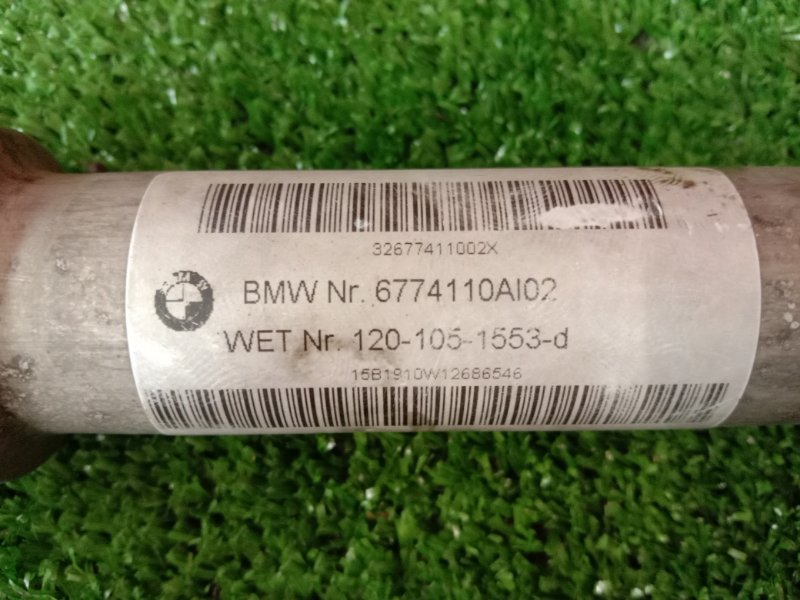 32677411002X
BMW Nr. 6774110AI02
WET Nr. 120-105-1553-d
15B1910W12686546